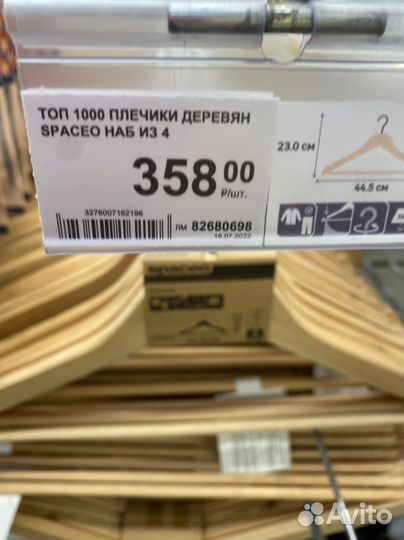 ТОП 1000 ПЛЕЧИКИ ДЕРЕВЯН
SPACEO НАБ ИЗ 4
358 00
₽/шт.
3276007162196
лм 82680698
18.07.2022
23.0 см
44.5 см
spaceo
Avito